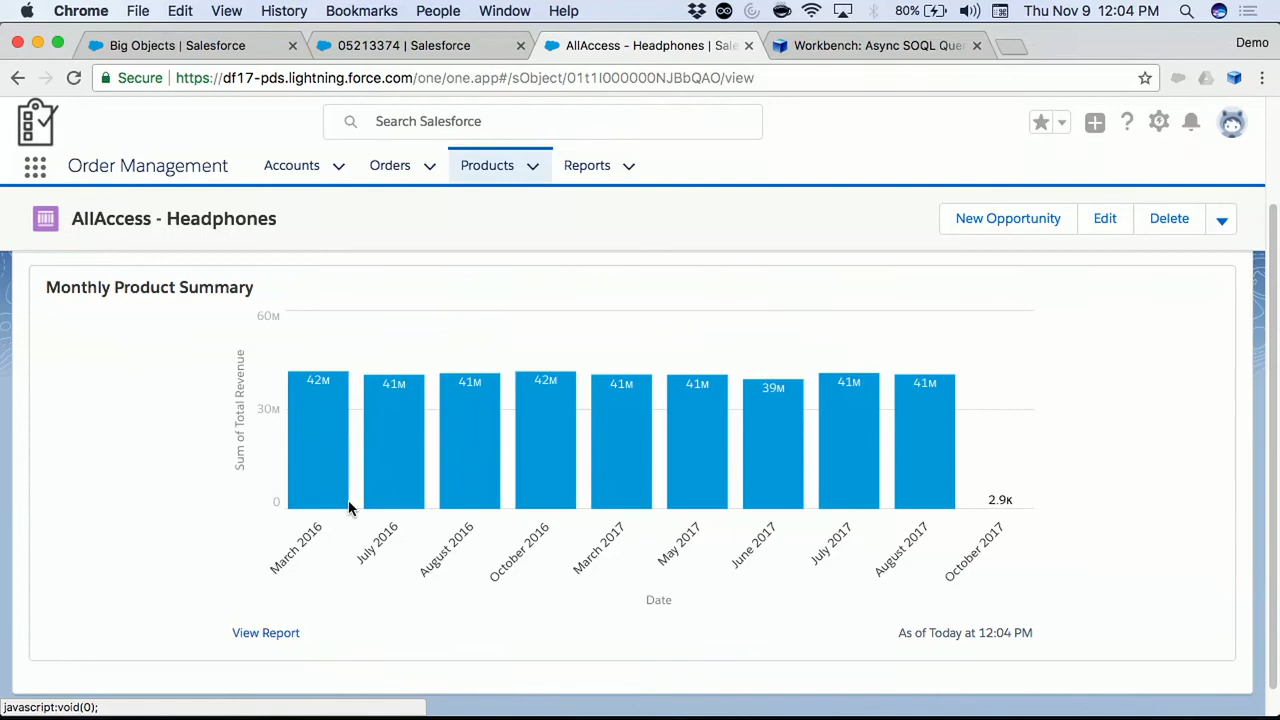 Chrome File Edit View History Bookmarks People Window Help 80% Thu Nov 9 12:04 PM
Big Objects | Salesforce 05213374 | Salesforce AllAccess - Headphones | Sale Workbench: Async SOQL Que Demo
Secure https://df17-pds.lightning.force.com/one/one.app#/sObject/01t1I000000NJBbQAO/view
Search Salesforce
Order Management Accounts Orders Products Reports
AllAccess - Headphones New Opportunity Edit Delete
Monthly Product Summary
60M
30M
0
Sum of Total Revenue
42M 41M 41M 42M 41M 41M 39M 41M 41M 2.9K
March 2016 July 2016 August 2016 October 2016 March 2017 May 2017 June 2017 July 2017 August 2017 October 2017
Date
View Report As of Today at 12:04 PM
javascript:void(0);